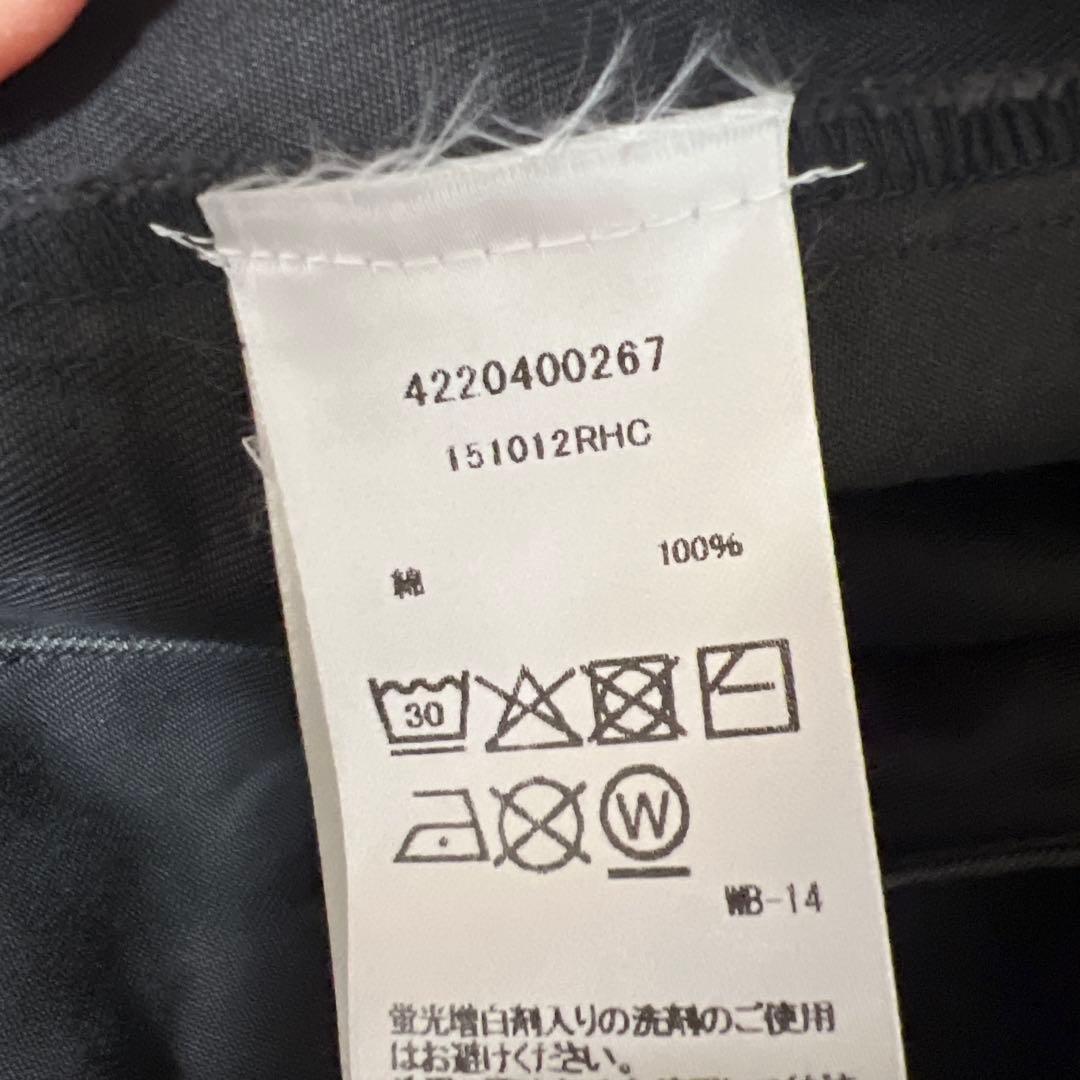 4220400267
151012RHC
綿 100%
30
W
WB-14
蛍光増白剤入りの洗剤のご使用
はお避けください。